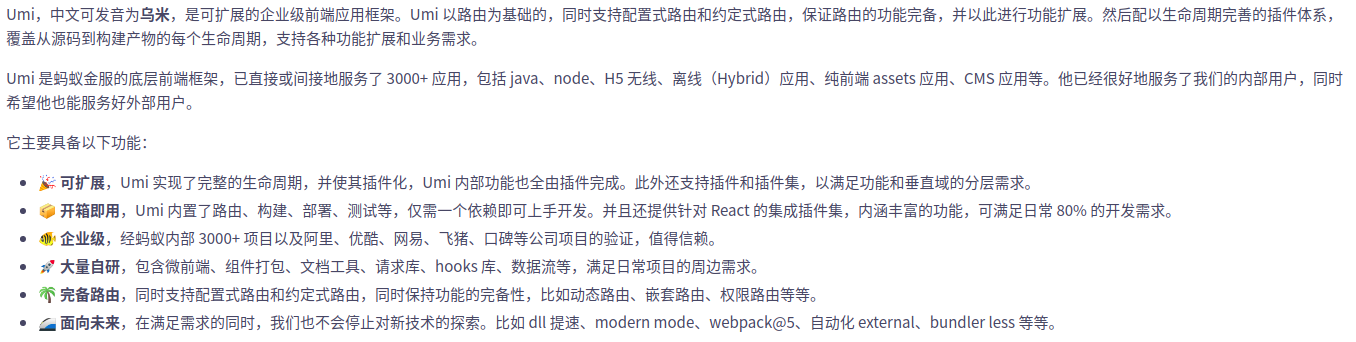 Umi，中文可发音为乌米，是可扩展的企业级前端应用框架。Umi 以路由为基础的，同时支持配置式路由和约定式路由，保证路由的功能完备，并以此进行功能扩展。然后配以生命周期完善的插件体系，
覆盖从源码到构建产物的每个生命周期，支持各种功能扩展和业务需求。
Umi 是蚂蚁金服的底层前端框架，已直接或间接地服务了 3000+ 应用，包括 java、node、H5 无线、离线（Hybrid）应用、纯前端 assets 应用、CMS 应用等。他已经很好地服务了我们的内部用户，同时
希望他也能服务好外部用户。
它主要具备以下功能：
🎉 可扩展，Umi 实现了完整的生命周期，并使其插件化，Umi 内部功能也全由插件完成。此外还支持插件和插件集，以满足功能和垂直域的分层需求。
📦 开箱即用，Umi 内置了路由、构建、部署、测试等，仅需一个依赖即可上手开发。并且还提供针对 React 的集成插件集，内涵丰富的功能，可满足日常 80% 的开发需求。
🐠 企业级，经蚂蚁内部 3000+ 项目以及阿里、优酷、网易、飞猪、口碑等公司项目的验证，值得信赖。
🚀 大量自研，包含微前端、组件打包、文档工具、请求库、hooks 库、数据流等，满足日常项目的周边需求。
🌴 完备路由，同时支持配置式路由和约定式路由，同时保持功能的完备性，比如动态路由、嵌套路由、权限路由等等。
🚄 面向未来，在满足需求的同时，我们也不会停止对新技术的探索。比如 dll 提速、modern mode、webpack@5、自动化 external、bundler less 等等。